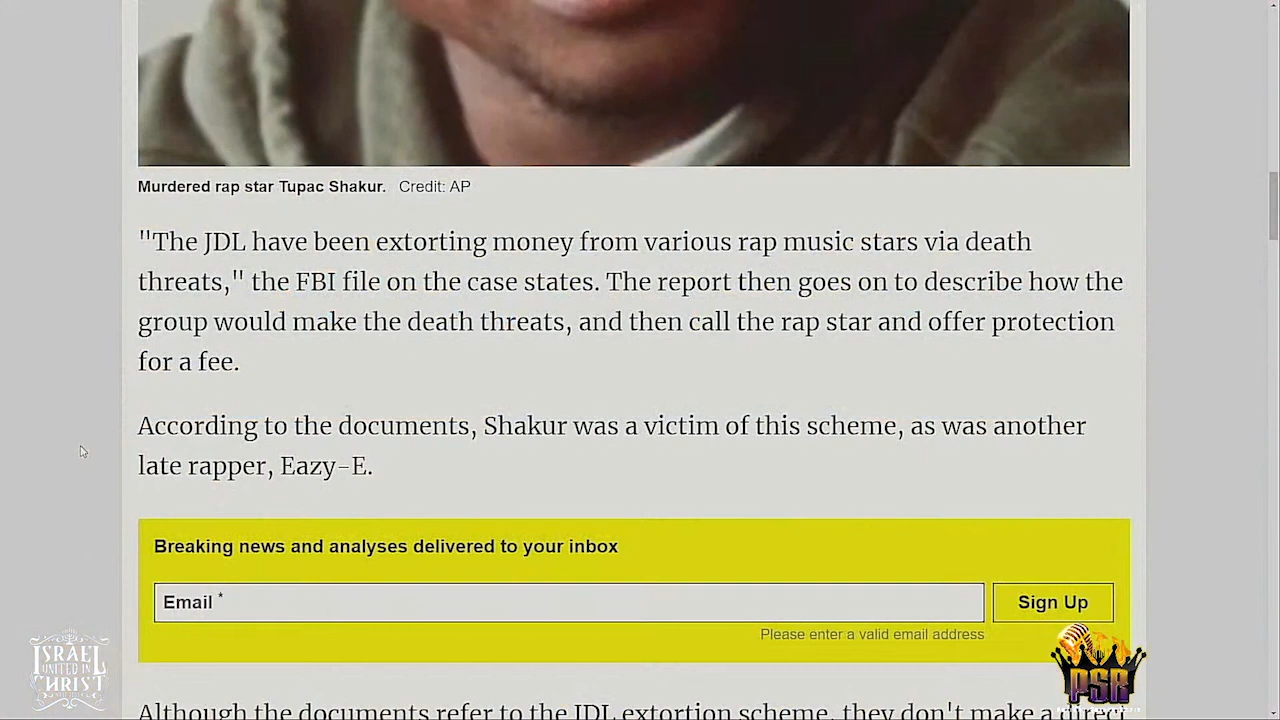 Murdered rap star Tupac Shakur. Credit: AP
"The JDL have been extorting money from various rap music stars via death
threats," the FBI file on the case states. The report then goes on to describe how the
group would make the death threats, and then call the rap star and offer protection
for a fee.
According to the documents, Shakur was a victim of this scheme, as was another
late rapper, Eazy-E.
Breaking news and analyses delivered to your inbox
Email *
Sign Up
Please enter a valid email address
ISRAEL
UNITED IN
CHRIST
PSR
Although the documents refer to the JDL extortion scheme, they don't make a direct